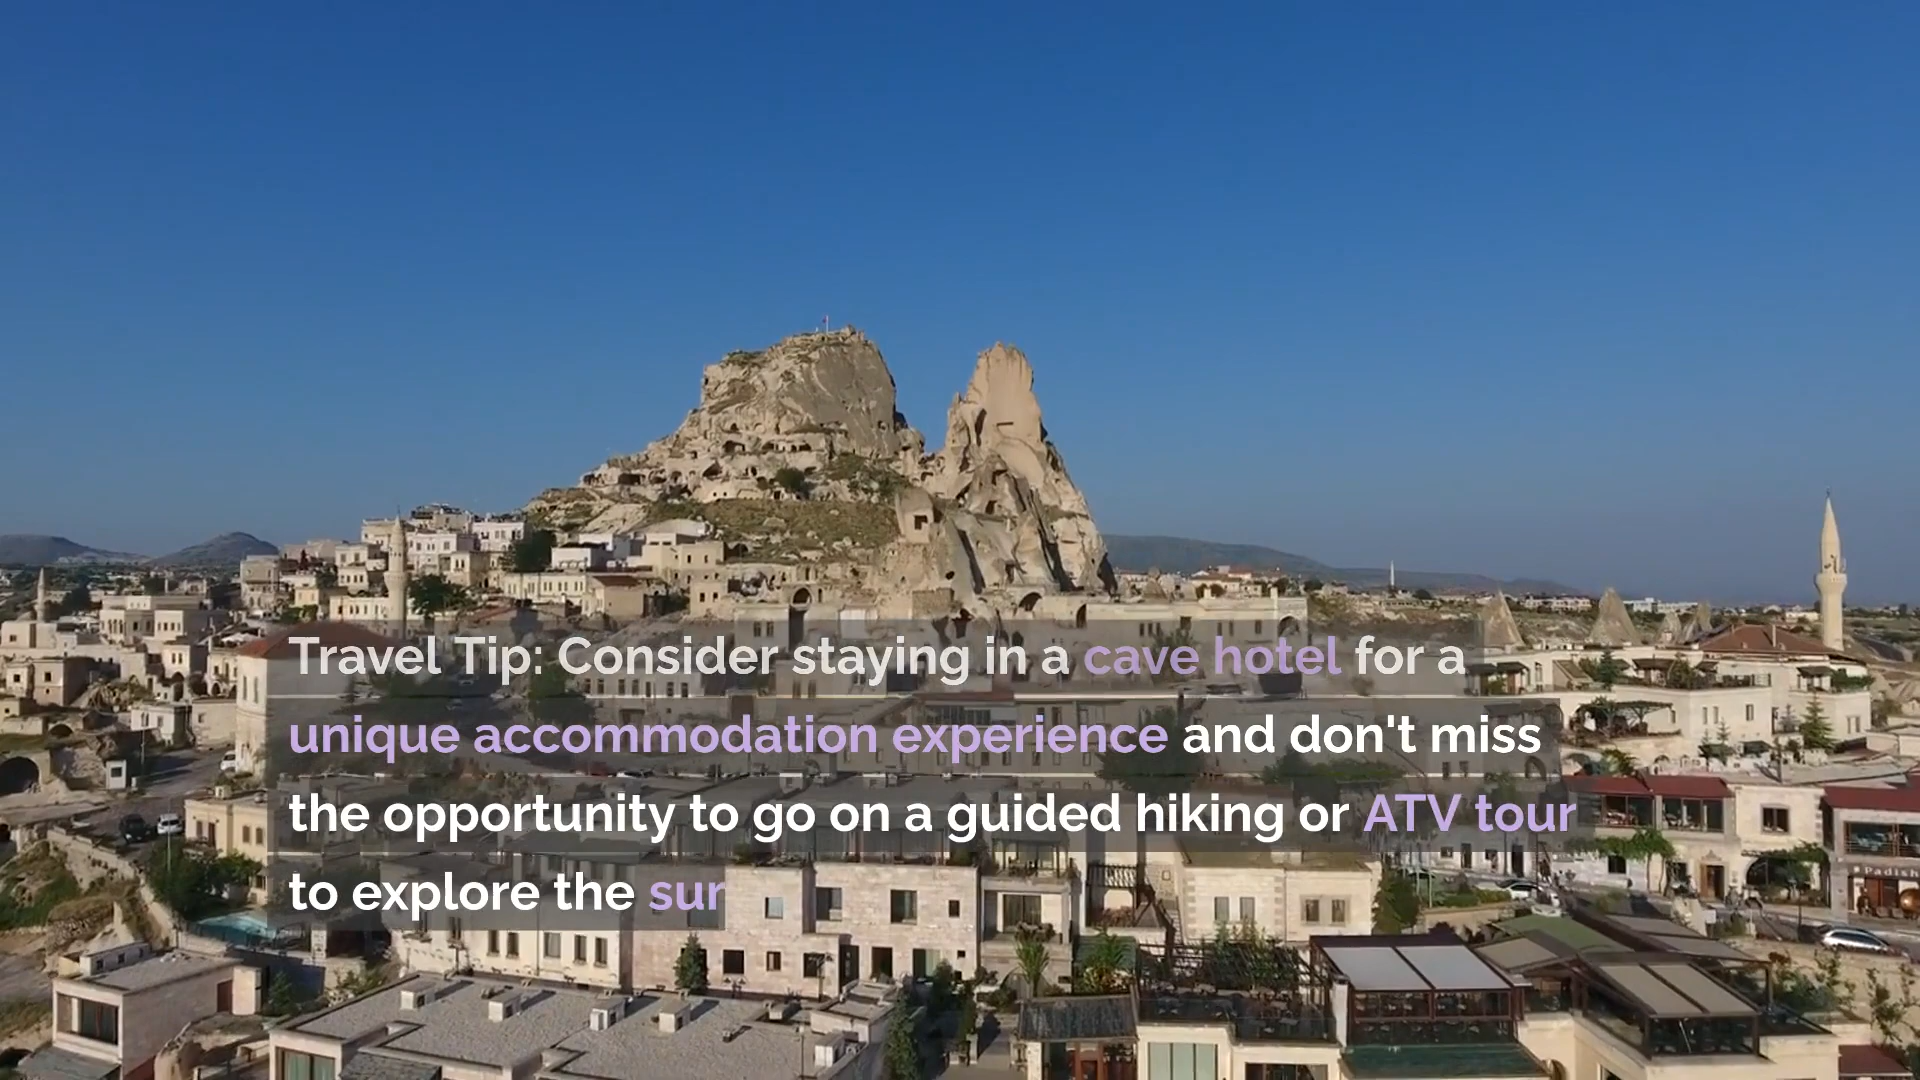 Travel Tip: Consider staying in a cave hotel for a
unique accommodation experience and don't miss
the opportunity to go on a guided hiking or ATV tour
to explore the sur
Padish